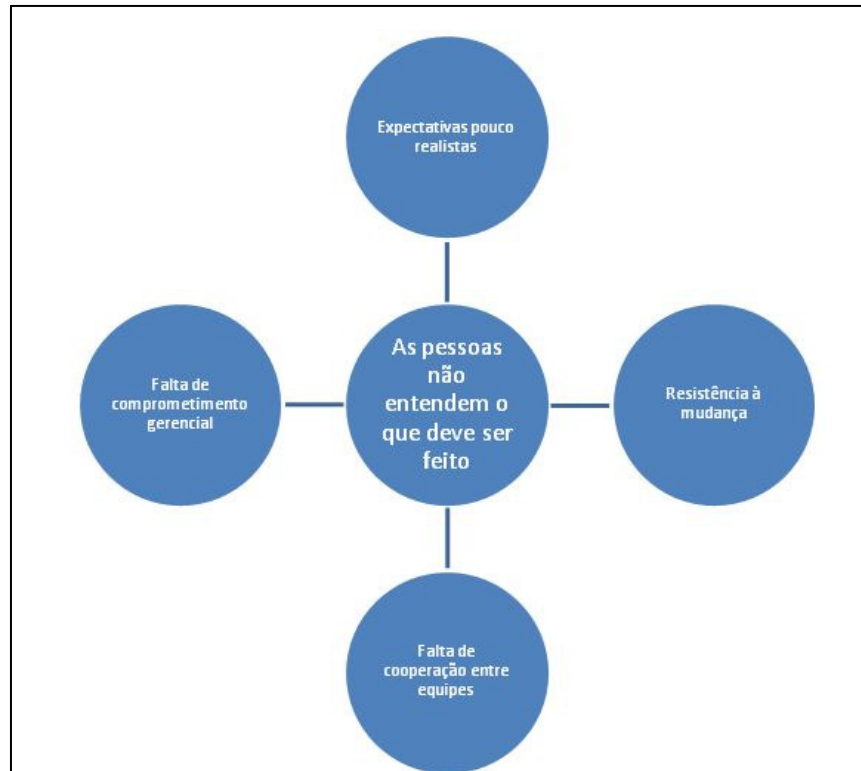 Expectativas pouco
realistas
Falta de
comprometimento
gerencial
As pessoas
não
entendem o
que deve ser
feito
Resistência à
mudança
Falta de
cooperação entre
equipes